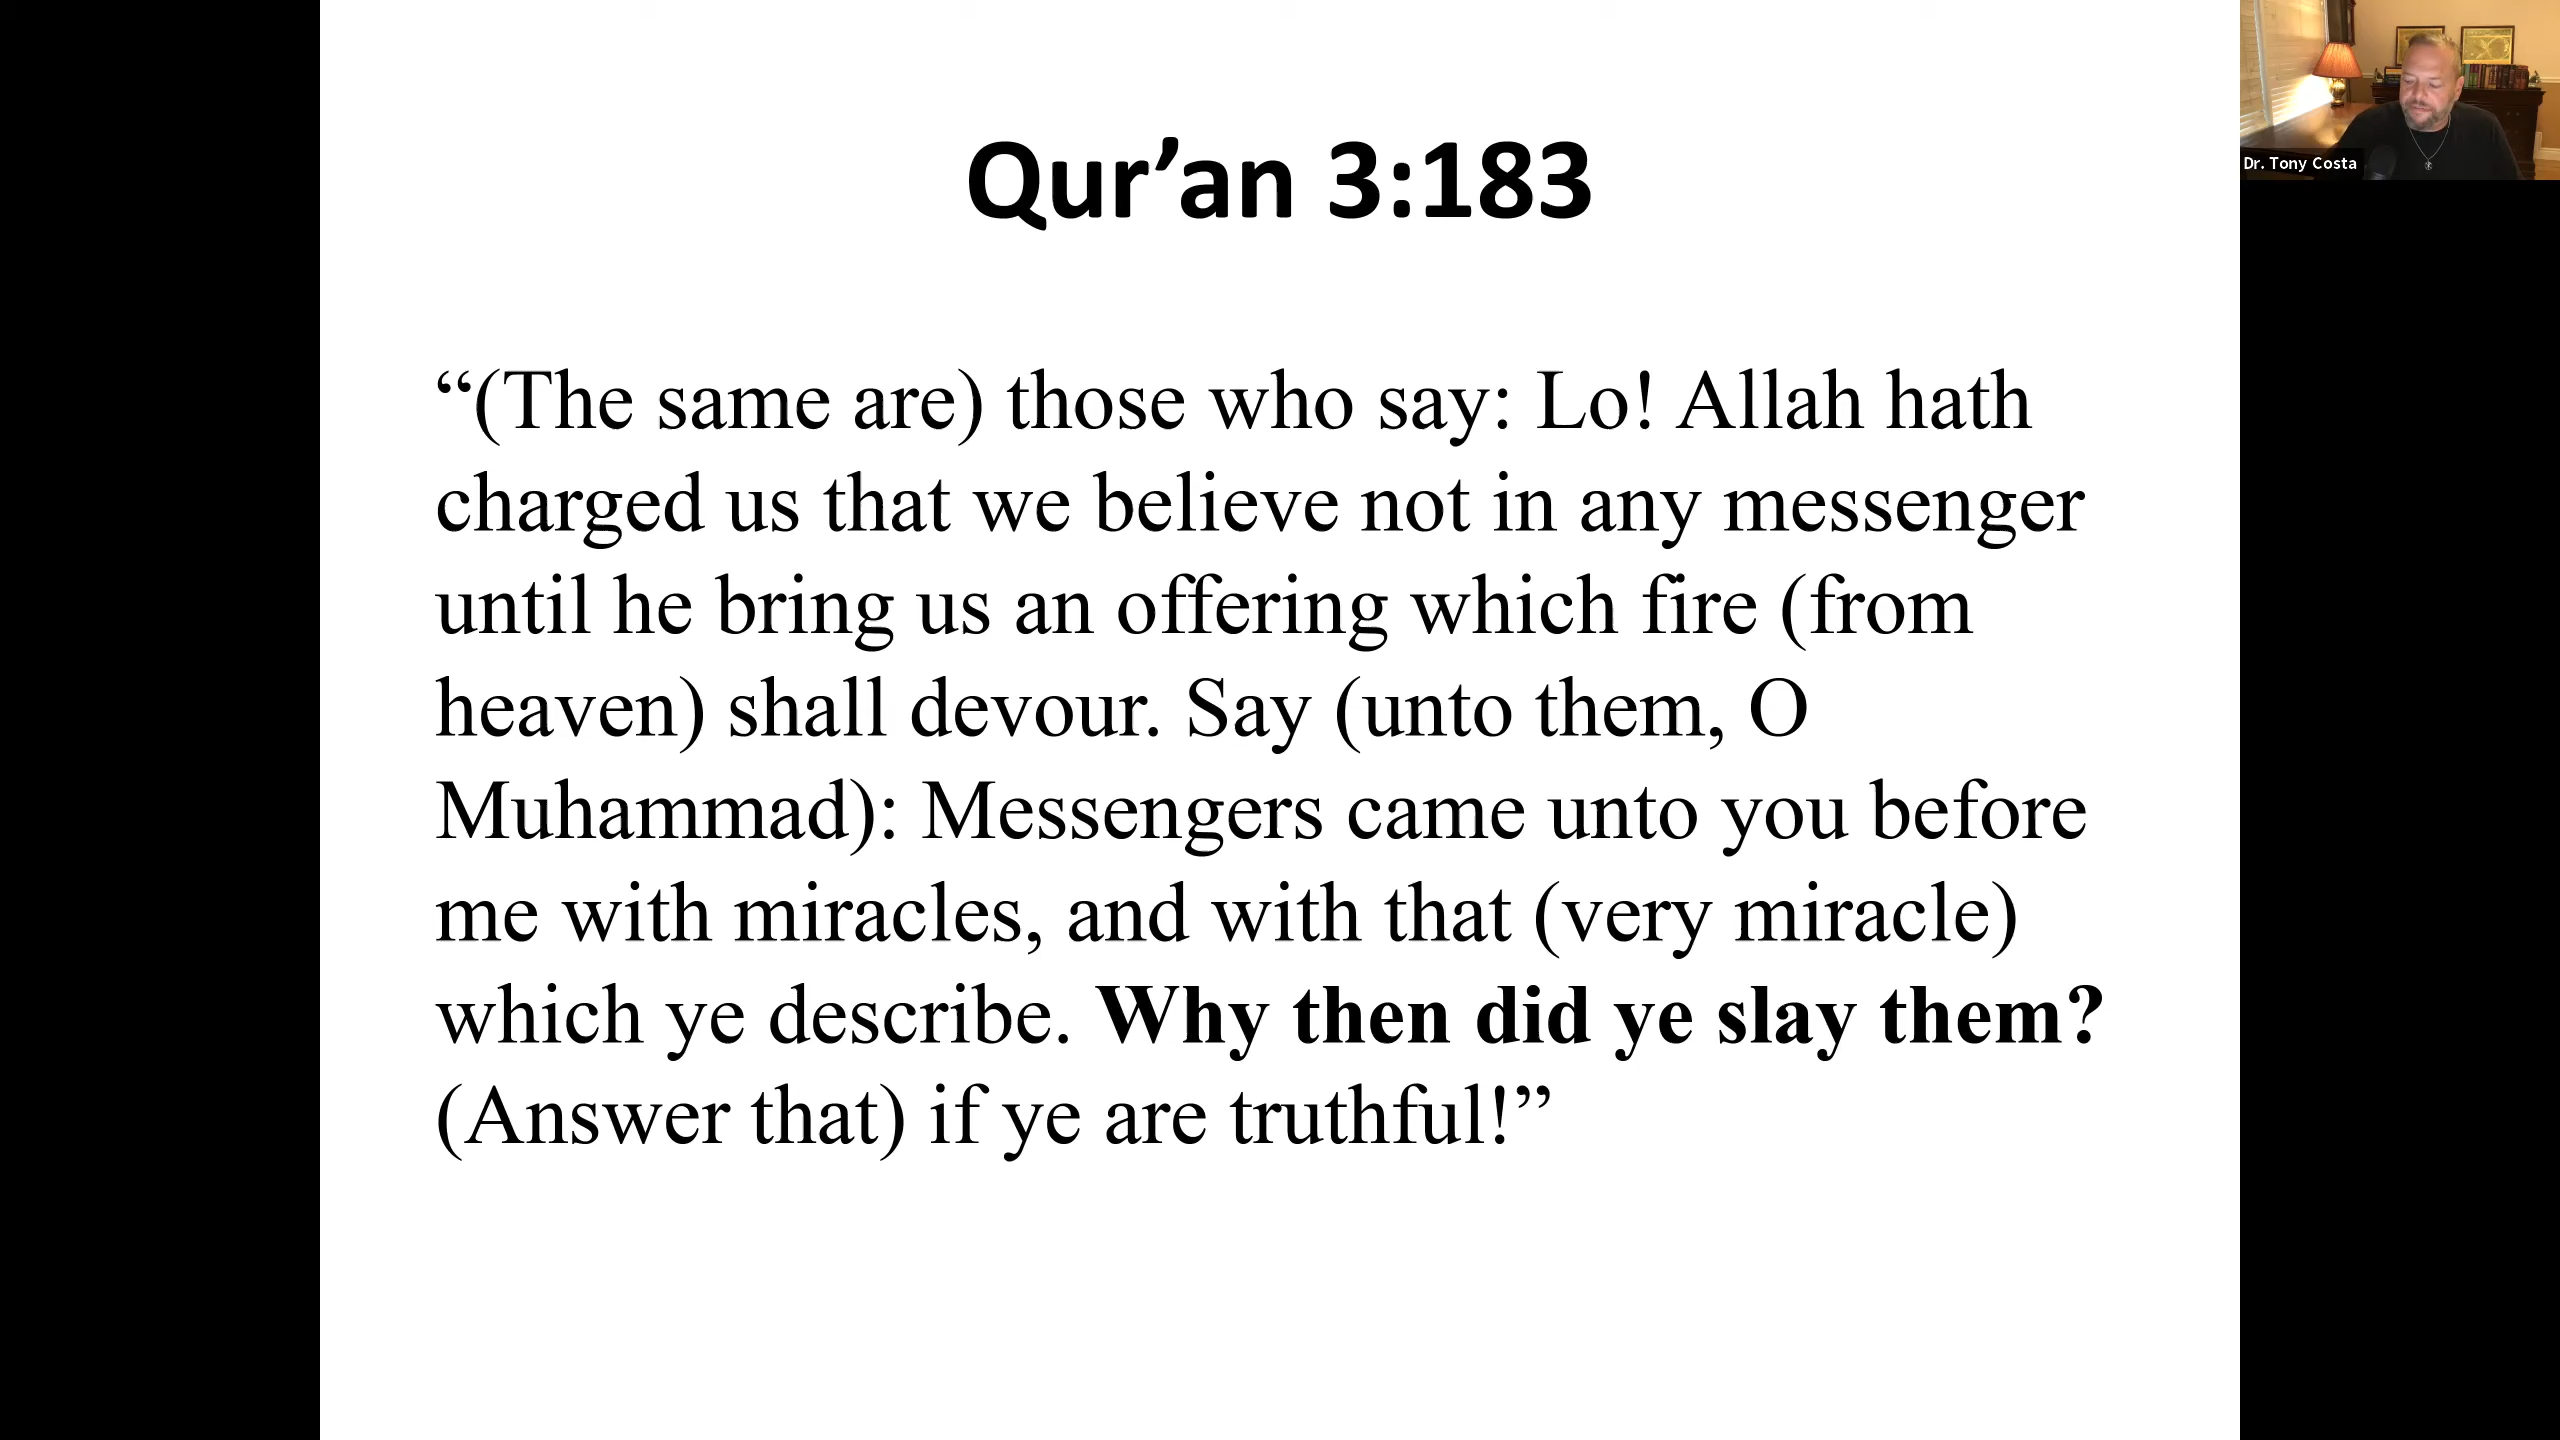 Qur’an 3:183
“(The same are) those who say: Lo! Allah hath
charged us that we believe not in any messenger
until he bring us an offering which fire (from
heaven) shall devour. Say (unto them, O
Muhammad): Messengers came unto you before
me with miracles, and with that (very miracle)
which ye describe. Why then did ye slay them?
(Answer that) if ye are truthful!”
Dr. Tony Costa